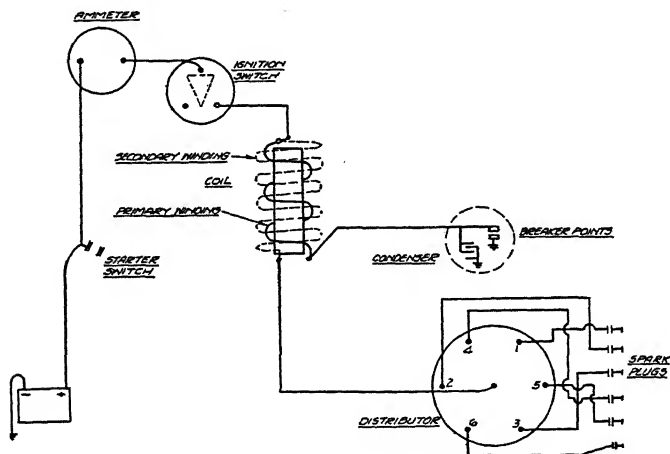 AMMETER
IGNITION
SWITCH
SECONDARY WINDING
COIL
PRIMARY WINDING
BREAKER POINTS
CONDENSER
STARTER
SWITCH
4
1
2
5
6
3
SPARK
PLUGS
DISTRIBUTOR